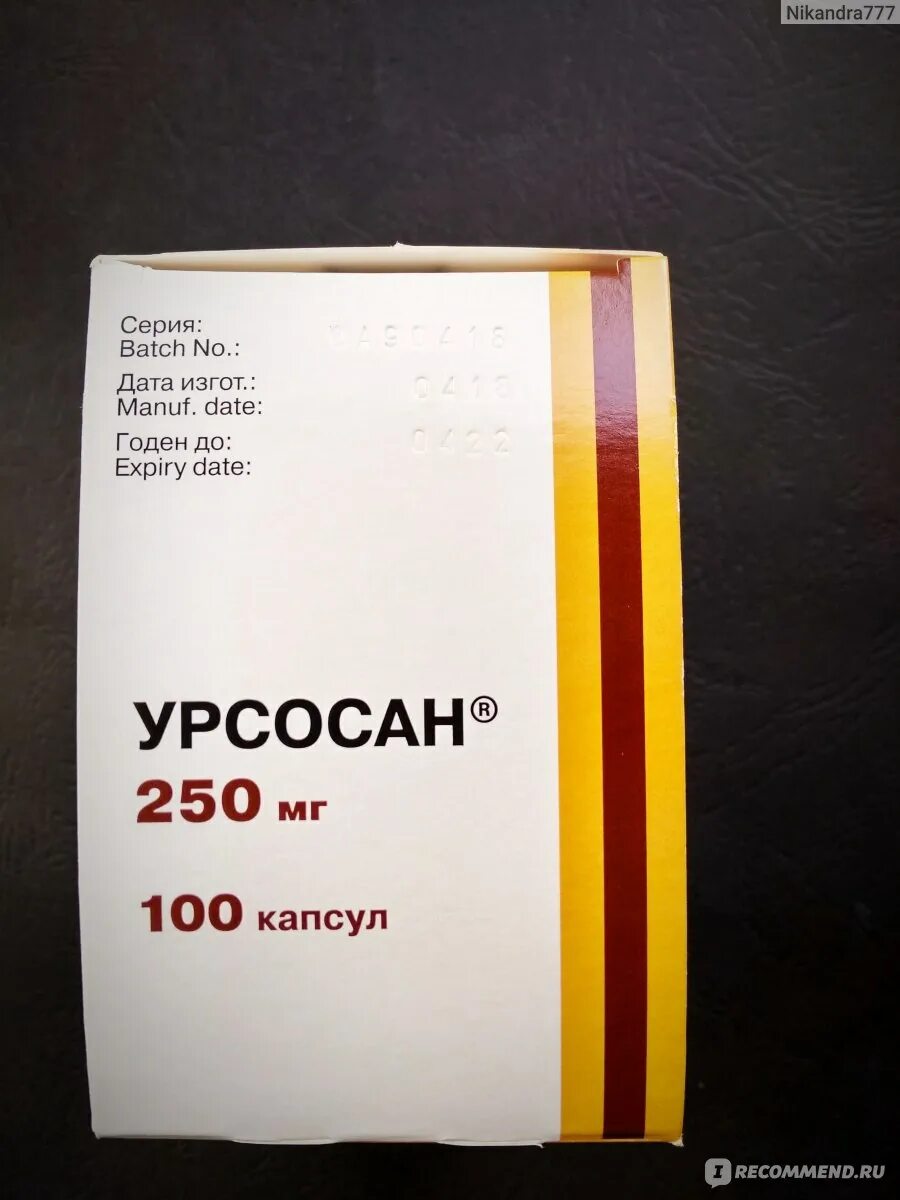 Nikandra777
Серия:
Batch No.:
Дата изгот.:
Manuf. date:
0418
Годен до:
Expiry date:
0422
УРСОСАН®
250 мг
100 капсул
IRECOMMEND.RU